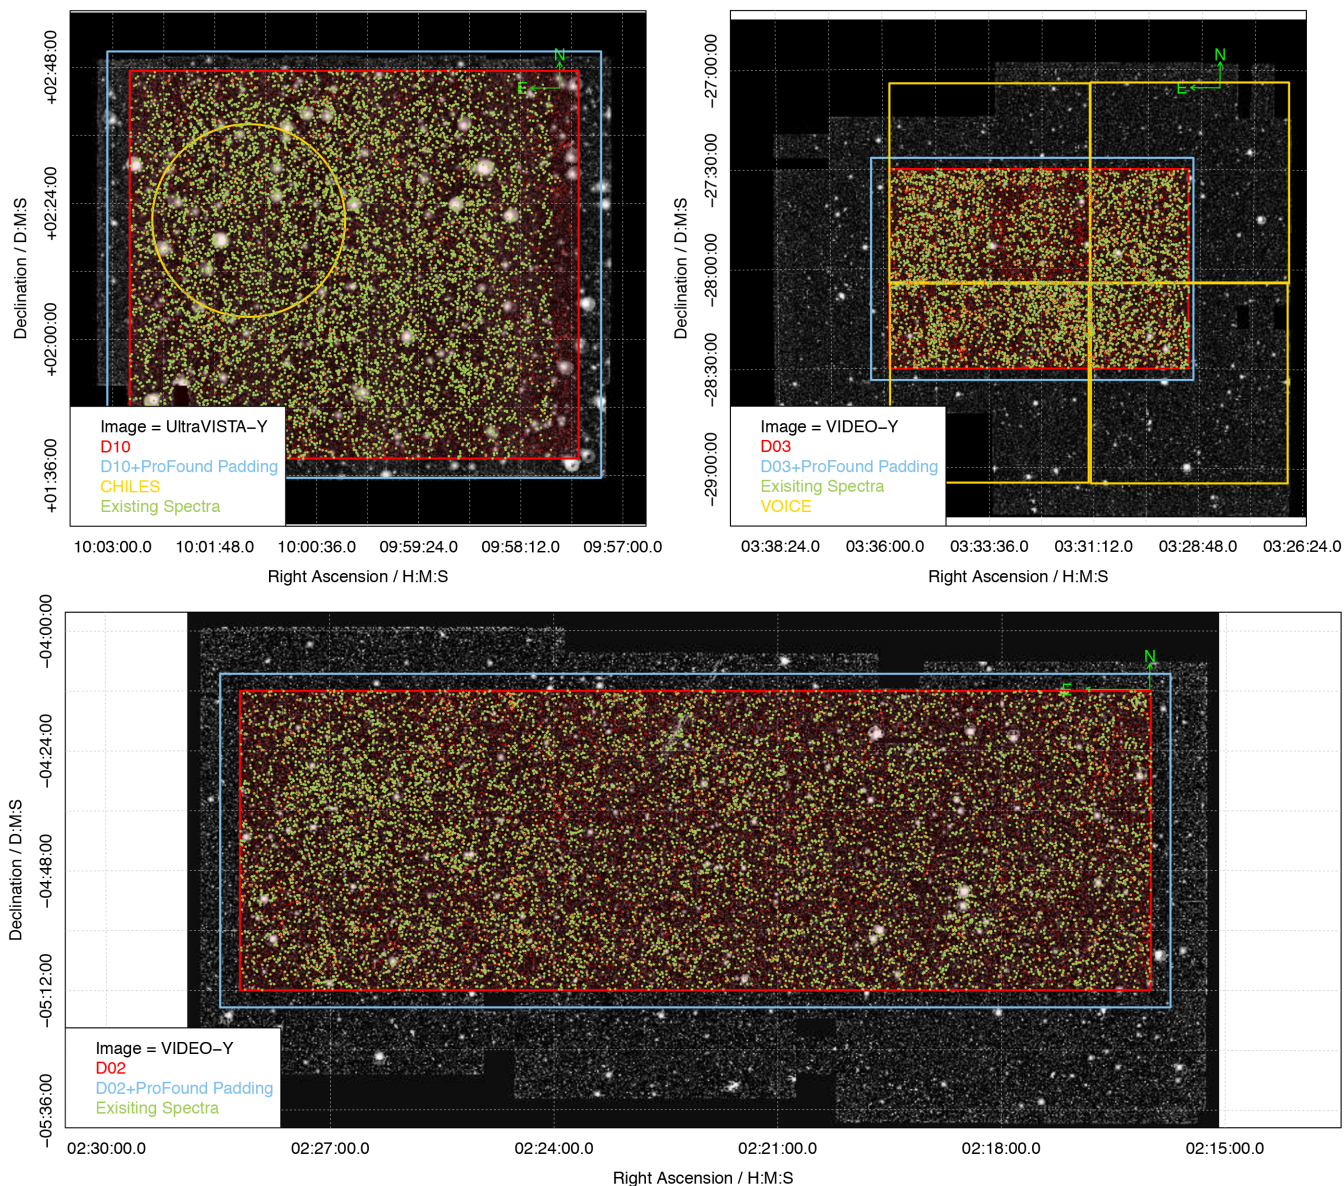 +02:48:00
+02:24:00
+02:00:00
+01:36:00
Declination / D:M:S
N
E
Image = UltraVISTA−Y
D10
D10+ProFound Padding
CHILES
Existing Spectra
10:03:00.0
10:01:48.0
10:00:36.0
09:59:24.0
09:58:12.0
09:57:00.0
Right Ascension / H:M:S
−27:00:00
−27:30:00
−28:00:00
−28:30:00
−29:00:00
Declination / D:M:S
N
E
Image = VIDEO−Y
D03
D03+ProFound Padding
Exisiting Spectra
VOICE
03:38:24.0
03:36:00.0
03:33:36.0
03:31:12.0
03:28:48.0
03:26:24.0
Right Ascension / H:M:S
−04:00:00
−04:24:00
−04:48:00
−05:12:00
−05:36:00
Declination / D:M:S
N
E
Image = VIDEO−Y
D02
D02+ProFound Padding
Exisiting Spectra
02:30:00.0
02:27:00.0
02:24:00.0
02:21:00.0
02:18:00.0
02:15:00.0
Right Ascension / H:M:S